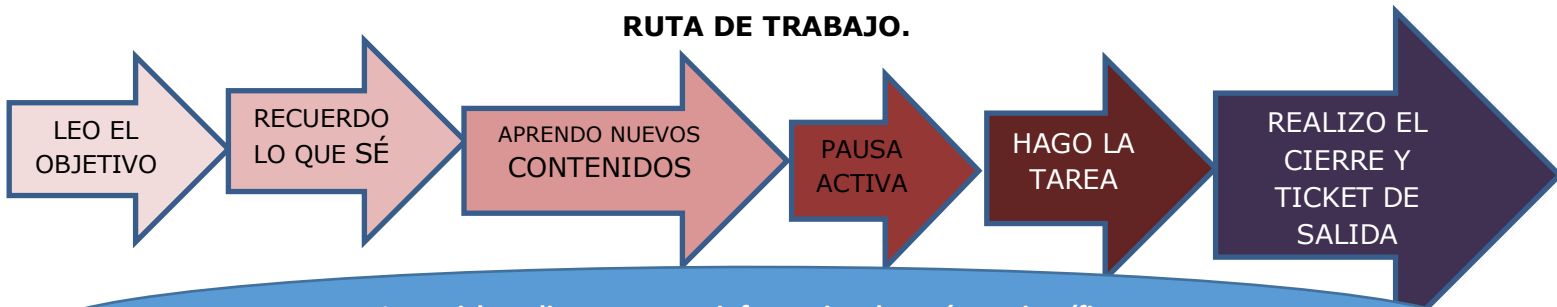 RUTA DE TRABAJO.
LEO EL
OBJETIVO
RECUERDO
LO QUE SÉ
APRENDO NUEVOS
CONTENIDOS
PAUSA
ACTIVA
HAGO LA
TAREA
REALIZO EL
CIERRE Y
TICKET DE
SALIDA